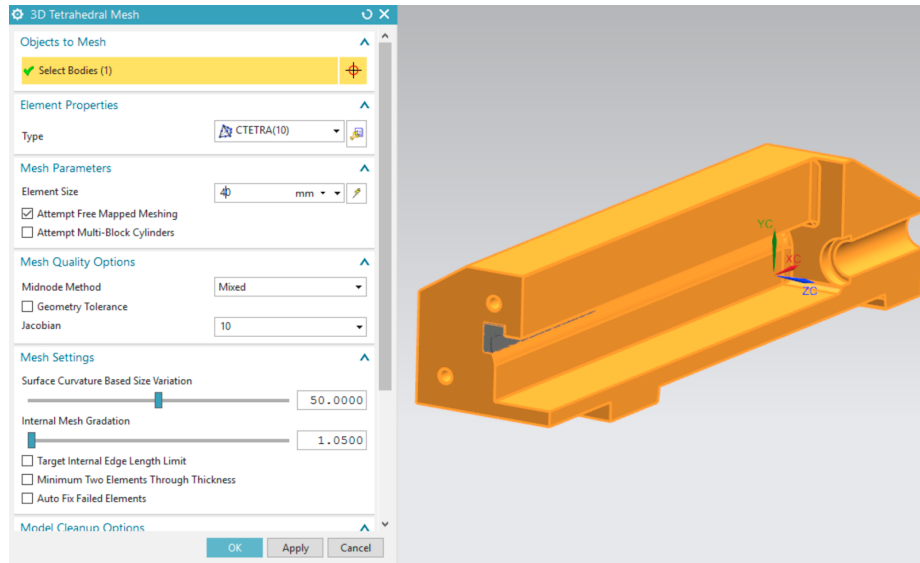 3D Tetrahedral Mesh
Objects to Mesh
Select Bodies (1)
Element Properties
Type CTETRA(10)
Mesh Parameters
Element Size 40 mm
Attempt Free Mapped Meshing
Attempt Multi-Block Cylinders
Mesh Quality Options
Midnode Method Mixed
Geometry Tolerance
Jacobian 10
Mesh Settings
Surface Curvature Based Size Variation
50.0000
Internal Mesh Gradation
1.0500
Target Internal Edge Length Limit
Minimum Two Elements Through Thickness
Auto Fix Failed Elements
Model Cleanup Options
OK Apply Cancel
YC
XC
ZC